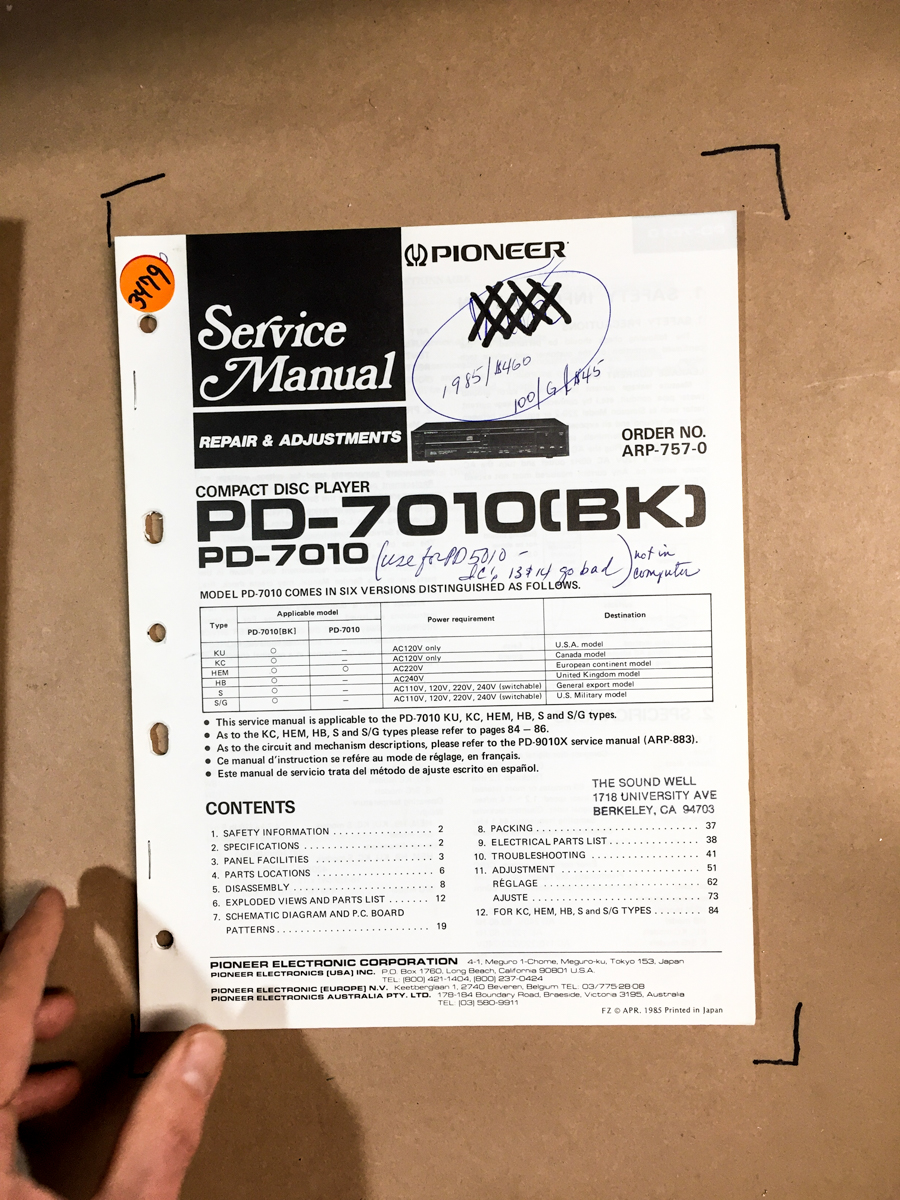 3479
Service
Manual
PIONEER
1985/$460
100/G/$45
REPAIR & ADJUSTMENTS
ORDER NO.
ARP-757-0
COMPACT DISC PLAYER
PD-7010(BK)
PD-7010
(use for PD5010 -
IC's 13 & 14 go bad)
not in
computer
MODEL PD-7010 COMES IN SIX VERSIONS DISTINGUISHED AS FOLLOWS.
Type Applicable model Power requirement Destination
PD-7010[BK] PD-7010
KU ○ – AC120V only U.S.A. model
KC ○ – AC120V only Canada model
HEM ○ ○ AC220V European continent model
HB ○ – AC240V United Kingdom model
S ○ – AC110V, 120V, 220V, 240V (switchable) General export model
S/G ○ – AC110V, 120V, 220V, 240V (switchable) U.S. Military model
● This service manual is applicable to the PD-7010 KU, KC, HEM, HB, S and S/G types.
● As to the KC, HEM, HB, S and S/G types please refer to pages 84 – 86.
● As to the circuit and mechanism descriptions, please refer to the PD-9010X service manual (ARP-883).
● Ce manual d'instruction se refére au mode de réglage, en français.
● Este manual de servicio trata del método de ajuste escrito en español.
THE SOUND WELL
1718 UNIVERSITY AVE
BERKELEY, CA 94703
CONTENTS
1. SAFETY INFORMATION . . . . . . . . . . . . . . . . . 2
2. SPECIFICATIONS . . . . . . . . . . . . . . . . . . . . . . 2
3. PANEL FACILITIES . . . . . . . . . . . . . . . . . . . . 3
4. PARTS LOCATIONS . . . . . . . . . . . . . . . . . . . . 6
5. DISASSEMBLY . . . . . . . . . . . . . . . . . . . . . . . . 8
6. EXPLODED VIEWS AND PARTS LIST . . . . . . . 12
7. SCHEMATIC DIAGRAM AND P.C. BOARD
PATTERNS . . . . . . . . . . . . . . . . . . . . . . . . . . . 19
8. PACKING . . . . . . . . . . . . . . . . . . . . . . . . . . . . 37
9. ELECTRICAL PARTS LIST . . . . . . . . . . . . . . . 38
10. TROUBLESHOOTING . . . . . . . . . . . . . . . . . . . 41
11. ADJUSTMENT . . . . . . . . . . . . . . . . . . . . . . . . 51
RÉGLAGE . . . . . . . . . . . . . . . . . . . . . . . . . . . 62
AJUSTE . . . . . . . . . . . . . . . . . . . . . . . . . . . . . 73
12. FOR KC, HEM, HB, S and S/G TYPES . . . . . . . . 84
PIONEER ELECTRONIC CORPORATION 4-1, Meguro 1-Chome, Meguro-ku, Tokyo 153, Japan
PIONEER ELECTRONICS [USA] INC. P.O. Box 1760, Long Beach, California 90801 U.S.A.
TEL: [800] 421-1404, [800] 237-0424
PIONEER ELECTRONIC [EUROPE] N.V. Keetberglaan 1, 2740 Beveren, Belgium TEL: 03/775·28·08
PIONEER ELECTRONICS AUSTRALIA PTY. LTD. 178-184 Boundary Road, Braeside, Victoria 3195, Australia
TEL: [03] 580-9911
FZ © APR. 1985 Printed in Japan